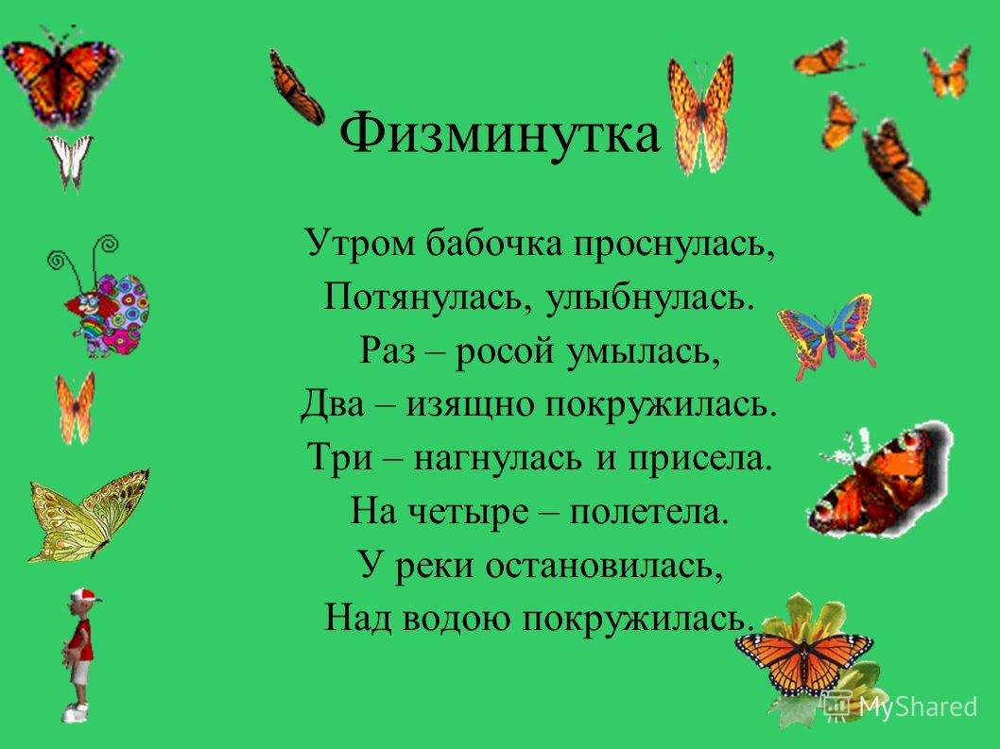 Физминутка
Утром бабочка проснулась,
Потянулась, улыбнулась.
Раз – росой умылась,
Два – изящно покружилась.
Три – нагнулась и присела.
На четыре – полетела.
У реки остановилась,
Над водою покружилась.
MyShared